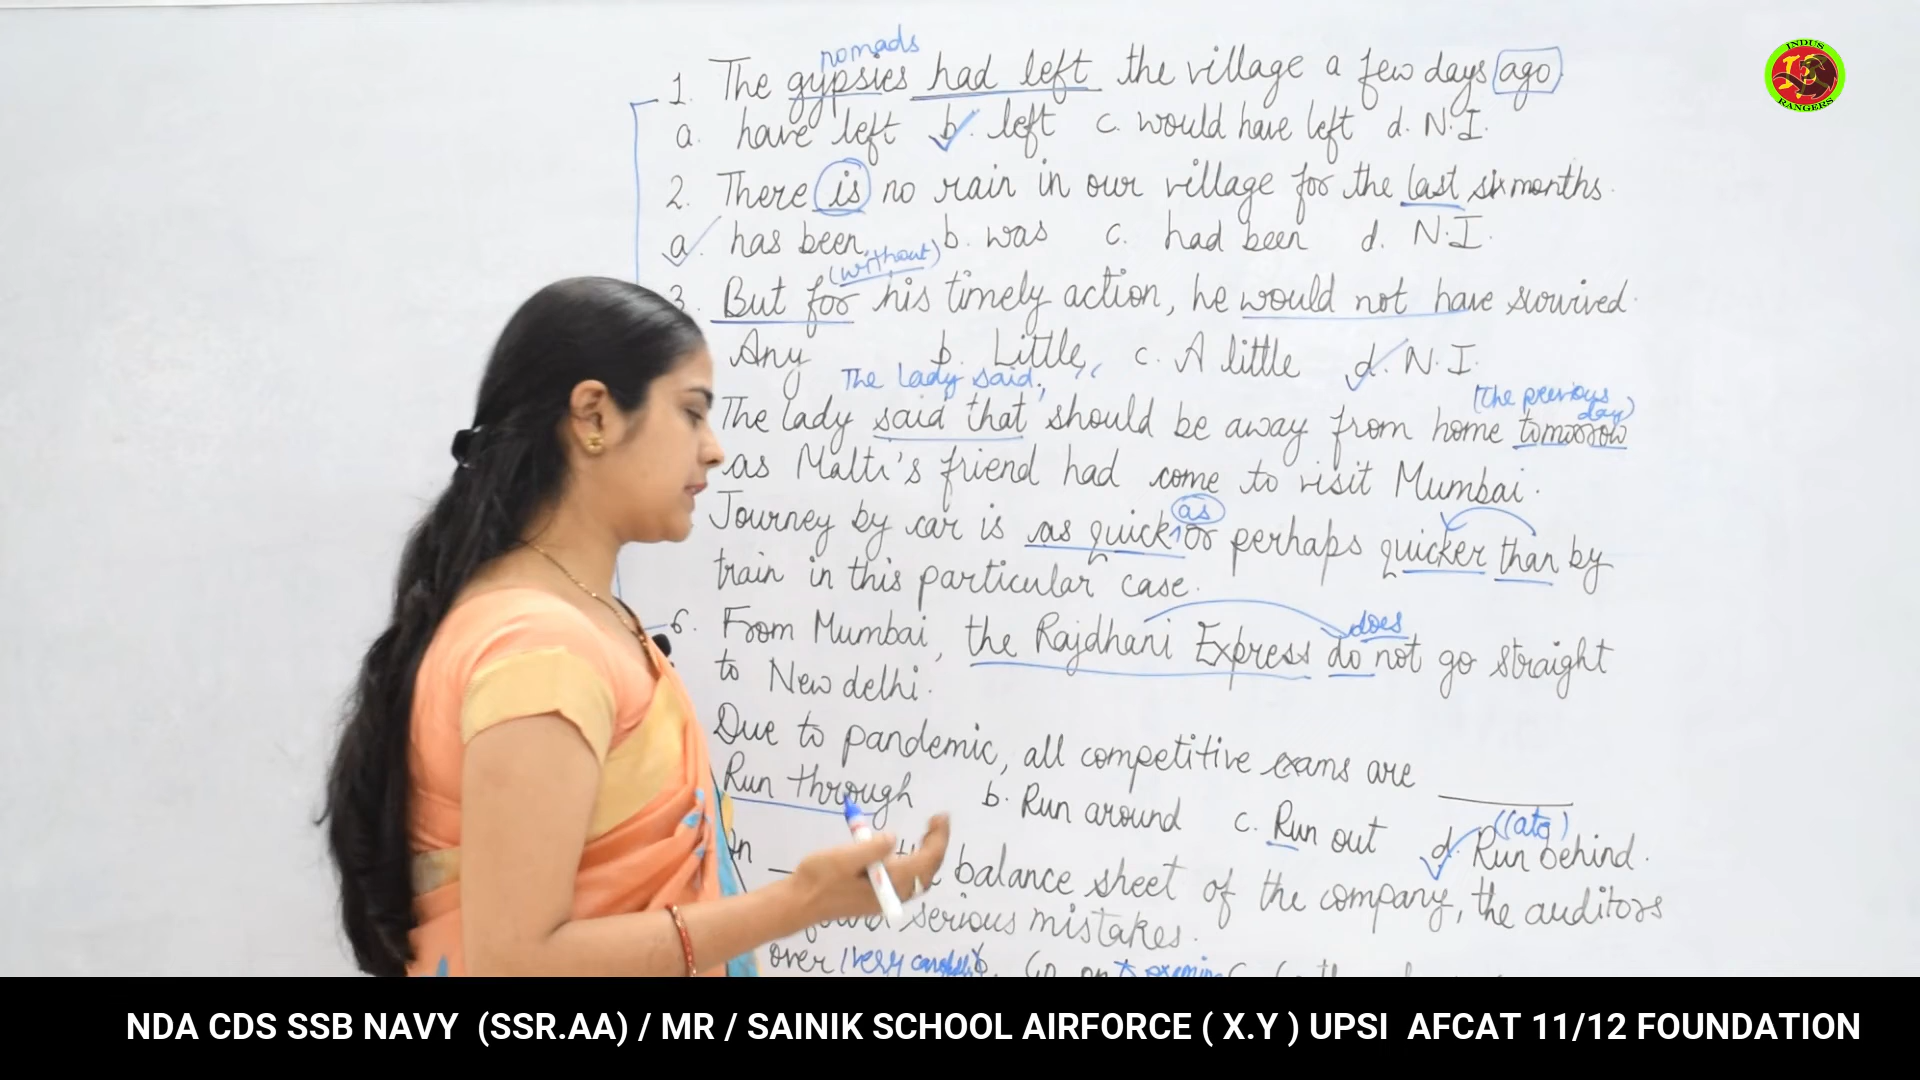 INDUS
RANGERS
nomads
1. The gypsies had left the village a few days ago
a. have left b. left c. would have left d. N.I.
2. There is no rain in our village for the last six months.
a. has been b. was c. had been d. N.I.
(without)
3. But for his timely action, he would not have survived.
Any b. Little c. A little d. N.I.
The lady said,
(the previous day)
The lady said that should be away from home tomorrow
as Malti's friend had come to visit Mumbai.
as
Journey by car is as quick or perhaps quicker than by
train in this particular case.
does
6. From Mumbai, the Rajdhani Express do not go straight
to New delhi.
Due to pandemic, all competitive exams are ______
Run through b. Run around c. Run out d. Run behind.
balance sheet of the company, the auditors
serious mistakes.
over
NDA CDS SSB NAVY (SSR.AA) / MR / SAINIK SCHOOL AIRFORCE ( X.Y ) UPSI AFCAT 11/12 FOUNDATION